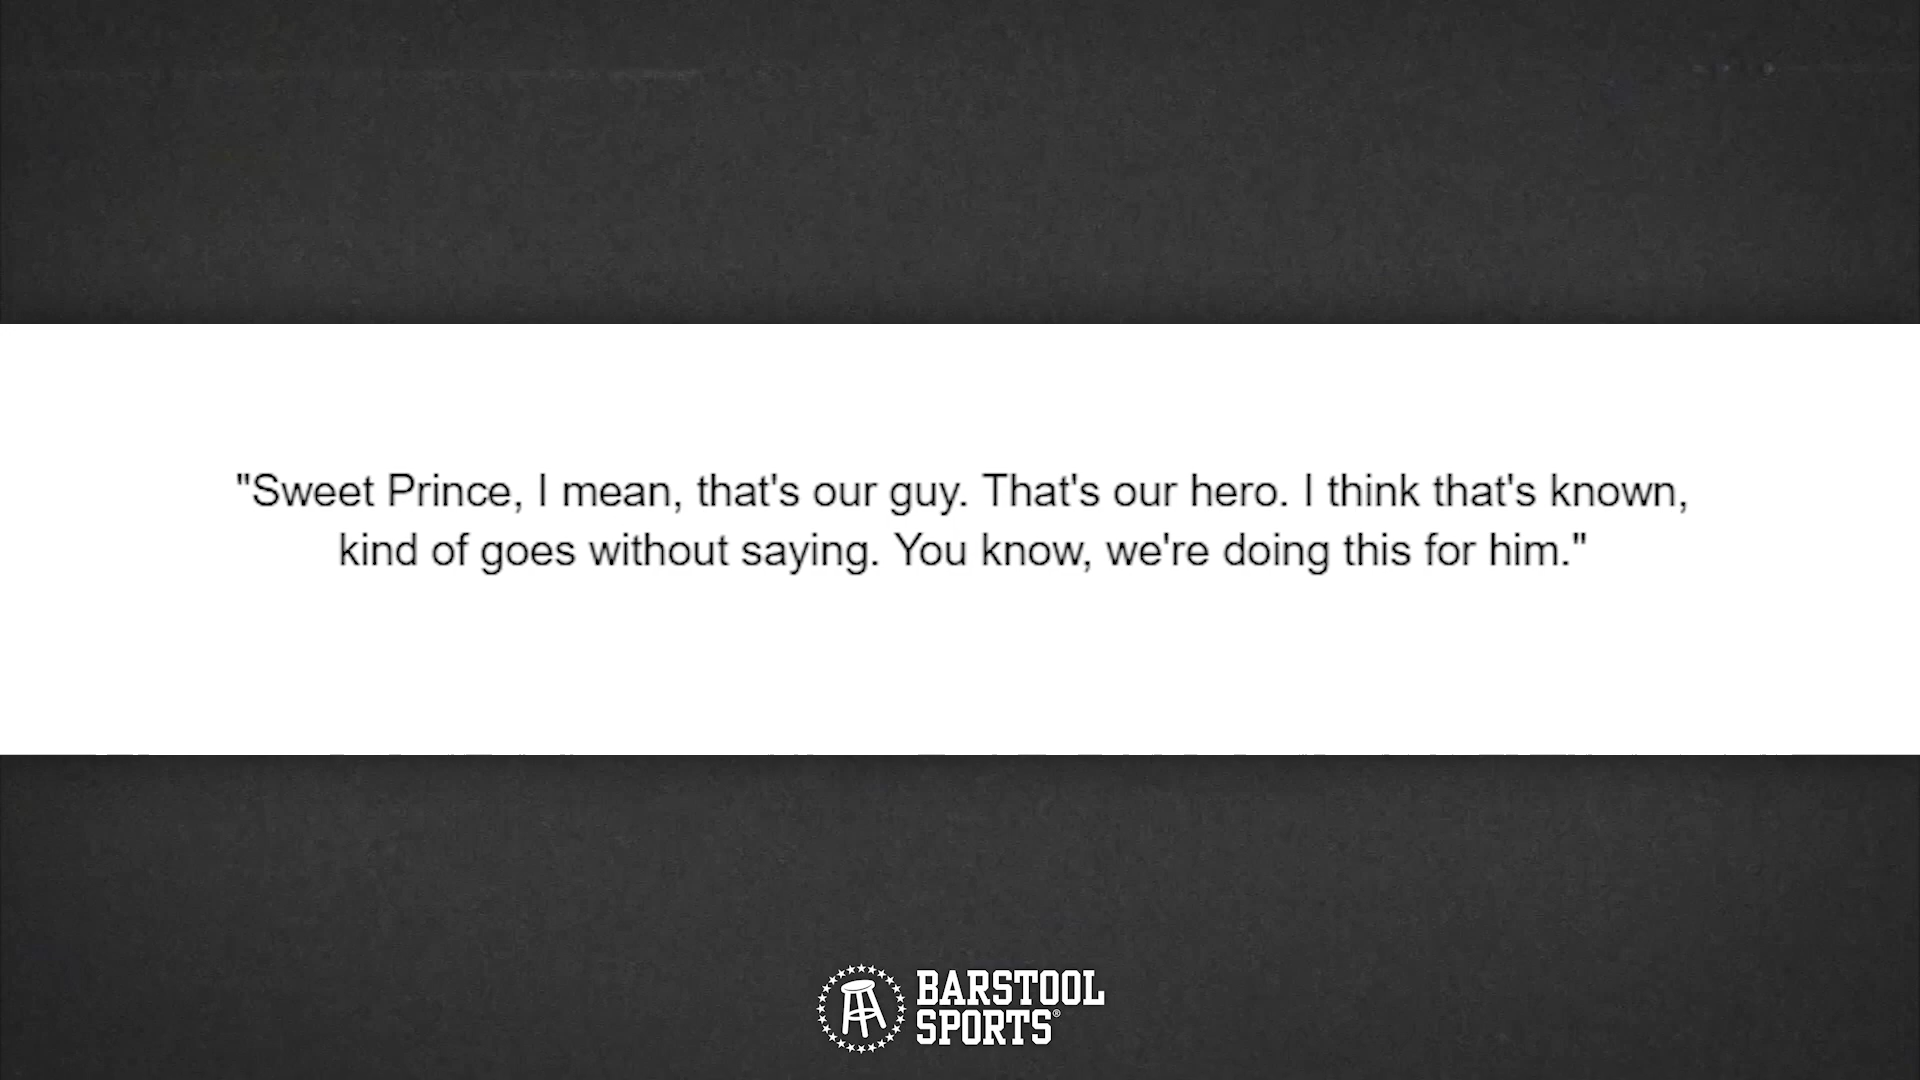 "Sweet Prince, I mean, that's our guy. That's our hero. I think that's known,
kind of goes without saying. You know, we're doing this for him."
BARSTOOL
SPORTS®